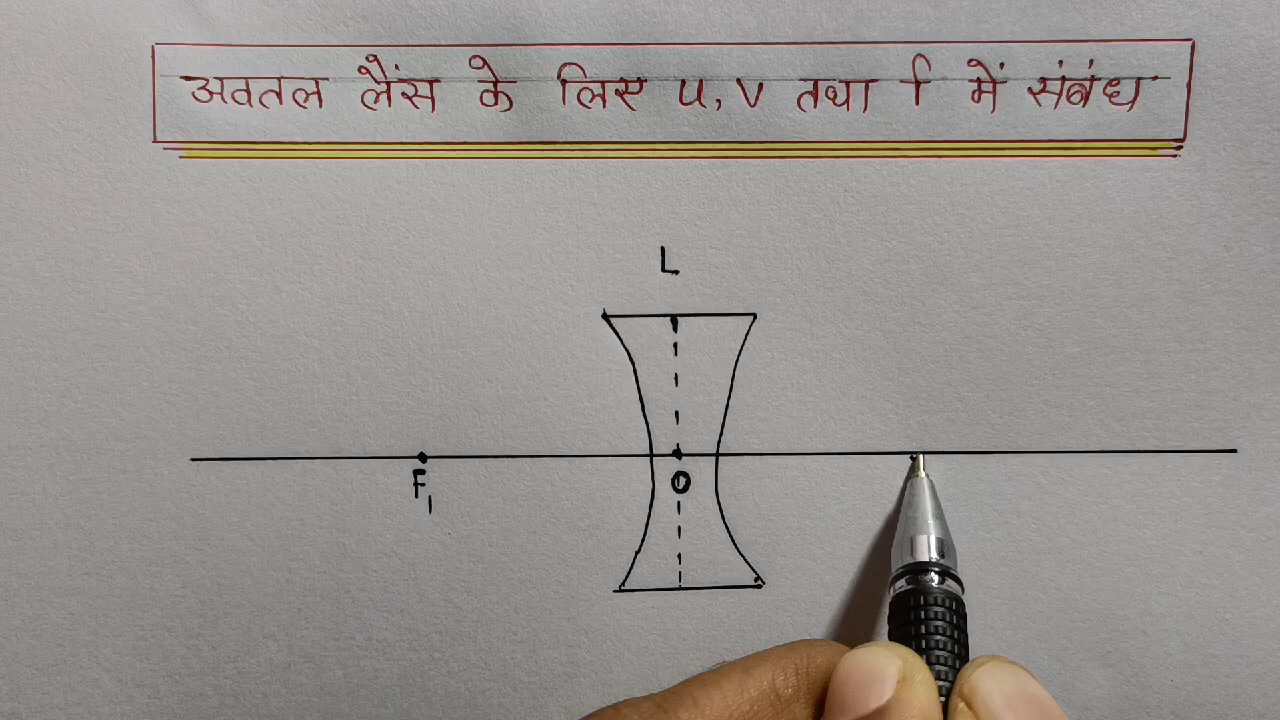 अवतल लैंस के लिए u, v तथा f में संबंध
L
F₁
O